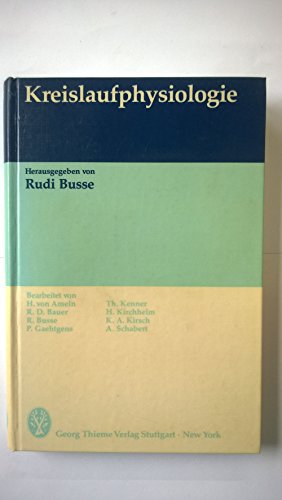 Kreislaufphysiologie
Herausgegeben von
Rudi Busse
Bearbeitet von
H. von Ameln
R. D. Bauer
R. Busse
P. Gaehtgens
Th. Kenner
H. Kirchheim
K. A. Kirsch
A. Schabert
Georg Thieme Verlag Stuttgart · New York